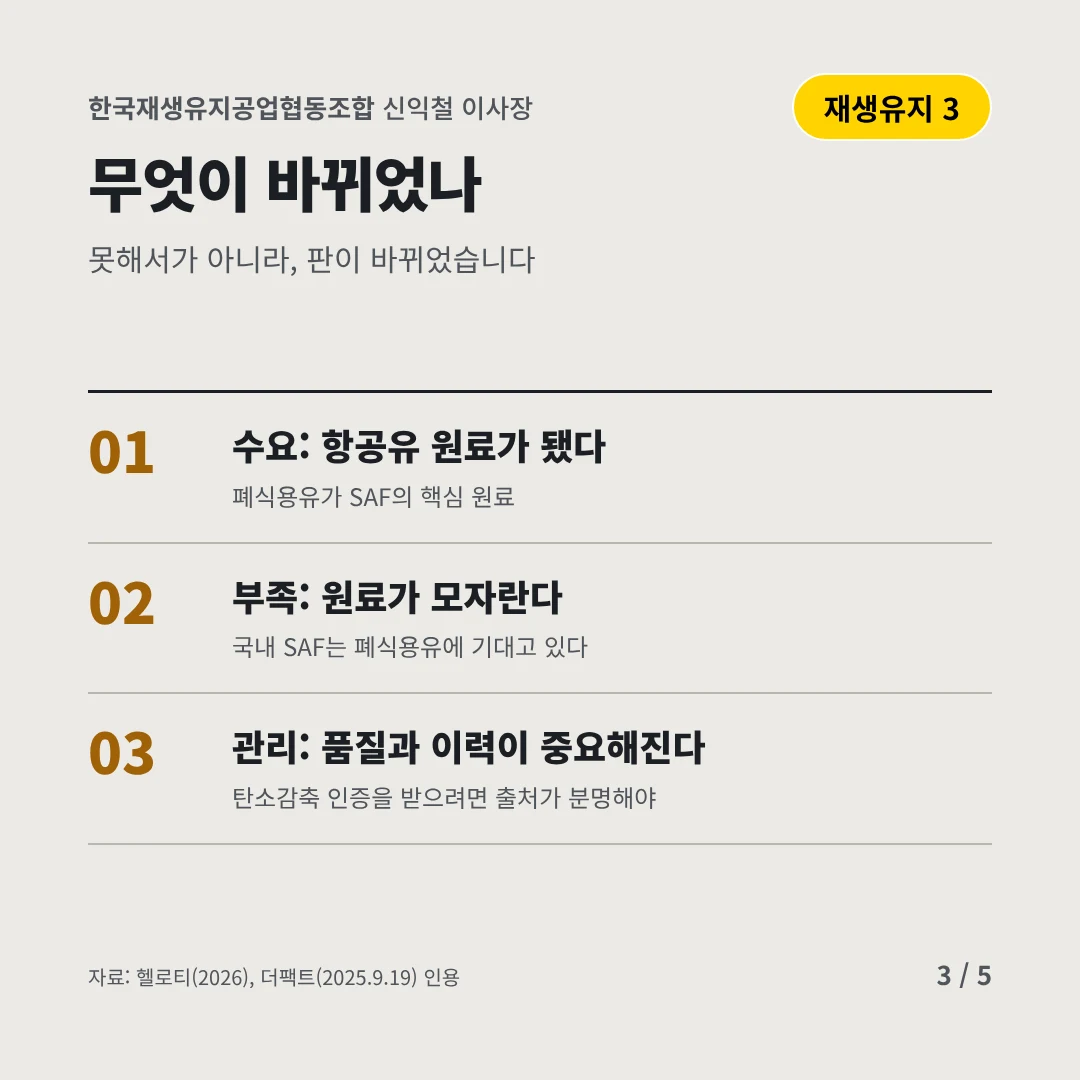 한국재생유지공업협동조합 신익철 이사장
재생유지 3
무엇이 바뀌었나
못해서가 아니라, 판이 바뀌었습니다
01
수요: 항공유 원료가 됐다
폐식용유가 SAF의 핵심 원료
02
부족: 원료가 모자란다
국내 SAF는 폐식용유에 기대고 있다
03
관리: 품질과 이력이 중요해진다
탄소감축 인증을 받으려면 출처가 분명해야
자료: 헬로티(2026), 더팩트(2025.9.19) 인용
3 / 5